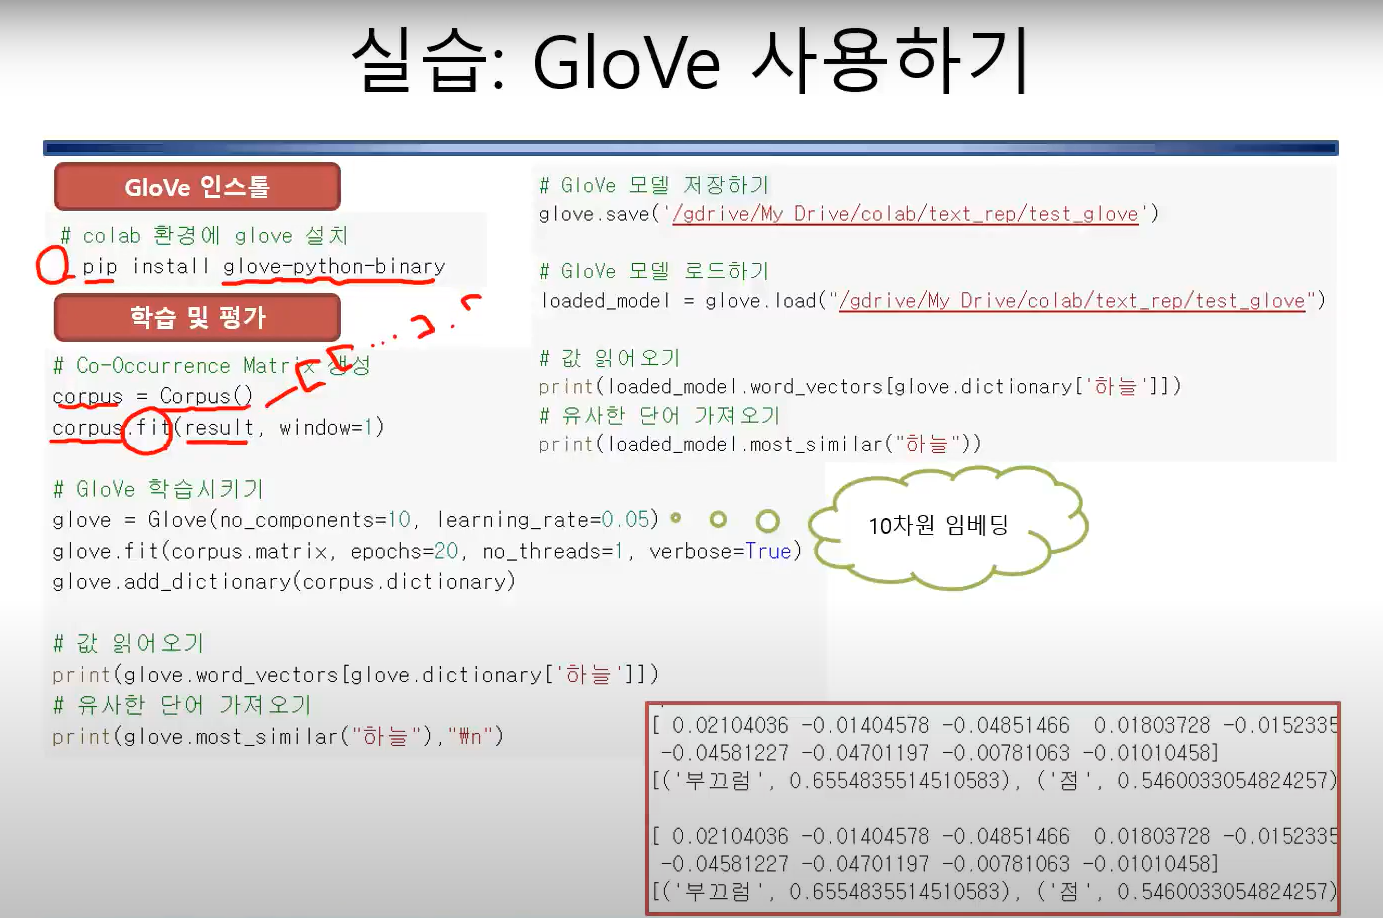 실습: GloVe 사용하기
GloVe 인스톨
# colab 환경에 glove 설치
pip install glove-python-binary
학습 및 평가
# Co-Occurrence Matrix 생성
corpus = Corpus()
corpus.fit(result, window=1)
# GloVe 학습시키기
glove = Glove(no_components=10, learning_rate=0.05)
glove.fit(corpus.matrix, epochs=20, no_threads=1, verbose=True)
glove.add_dictionary(corpus.dictionary)
# 값 읽어오기
print(glove.word_vectors[glove.dictionary['하늘']])
# 유사한 단어 가져오기
print(glove.most_similar("하늘"),"₩n")
# GloVe 모델 저장하기
glove.save('/gdrive/My Drive/colab/text_rep/test_glove')
# GloVe 모델 로드하기
loaded_model = glove.load("/gdrive/My Drive/colab/text_rep/test_glove")
# 값 읽어오기
print(loaded_model.word_vectors[glove.dictionary['하늘']])
# 유사한 단어 가져오기
print(loaded_model.most_similar("하늘"))
10차원 임베딩
[ 0.02104036 -0.01404578 -0.04851466 0.01803728 -0.0152335
-0.04581227 -0.04701197 -0.00781063 -0.01010458]
[('부끄럼', 0.6554835514510583), ('점', 0.5460033054824257)
[ 0.02104036 -0.01404578 -0.04851466 0.01803728 -0.0152335
-0.04581227 -0.04701197 -0.00781063 -0.01010458]
[('부끄럼', 0.6554835514510583), ('점', 0.5460033054824257)